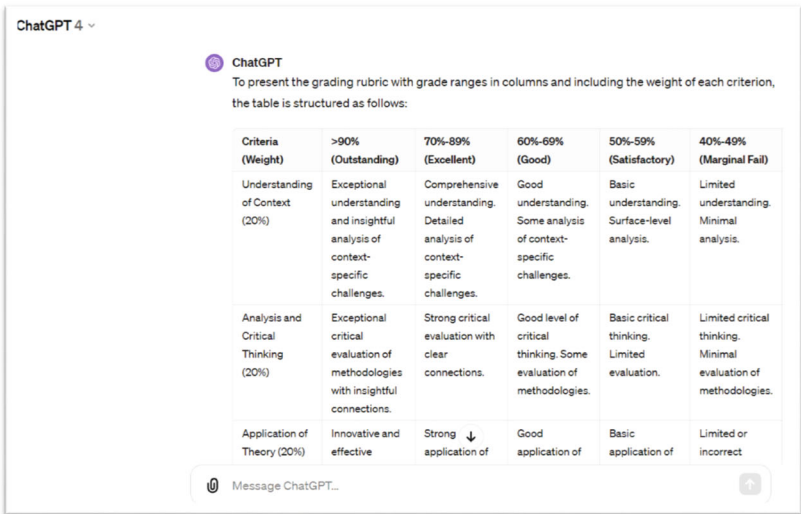 ChatGPT 4
ChatGPT
To present the grading rubric with grade ranges in columns and including the weight of each criterion,
the table is structured as follows:
Criteria
(Weight)
>90%
(Outstanding)
70%-89%
(Excellent)
60%-69%
(Good)
50%-59%
(Satisfactory)
40%-49%
(Marginal Fail)
Understanding
of Context
(20%)
Exceptional
understanding
and insightful
analysis of
context-
specific
challenges.
Comprehensive
understanding.
Detailed
analysis of
context-
specific
challenges.
Good
understanding.
Some analysis
of context-
specific
challenges.
Basic
understanding.
Surface-level
analysis.
Limited
understanding.
Minimal
analysis.
Analysis and
Critical
Thinking
(20%)
Exceptional
critical
evaluation of
methodologies
with insightful
connections.
Strong critical
evaluation with
clear
connections.
Good level of
critical
thinking. Some
evaluation of
methodologies.
Basic critical
thinking.
Limited
evaluation.
Limited critical
thinking.
Minimal
evaluation of
methodologies.
Application of
Theory (20%)
Innovative and
effective
Strong
application of
Good
application of
Basic
application of
Limited or
incorrect
Message ChatGPT...